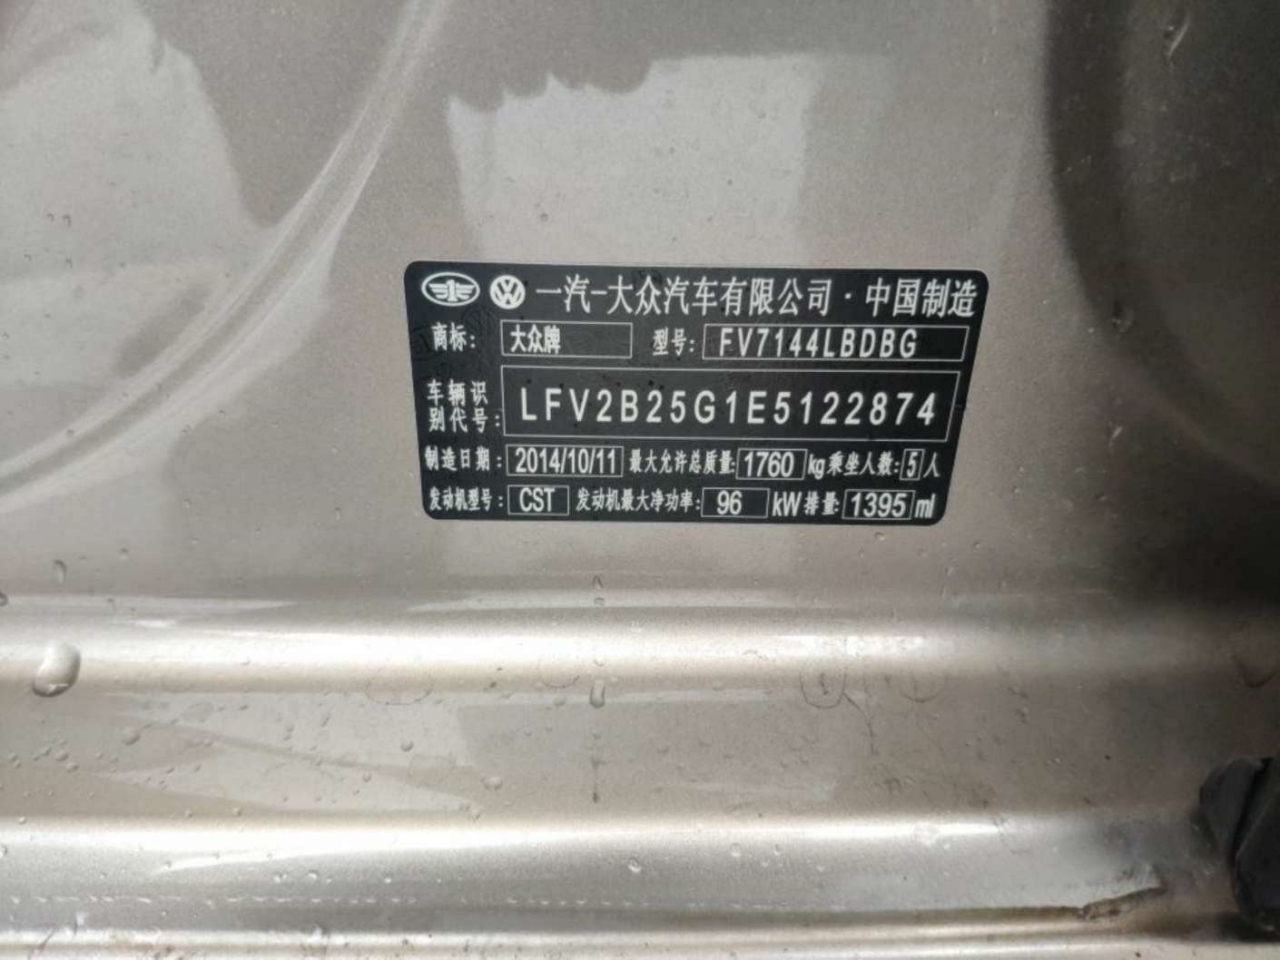 一汽-大众汽车有限公司·中国制造
商标: 大众牌 型号: FV7144LBDBG
车辆识别代号: LFV2B25G1E5122874
制造日期: 2014/10/11 最大允许总质量: 1760 kg 乘坐人数: 5 人
发动机型号: CST 发动机最大净功率: 96 kW 排量: 1395 ml